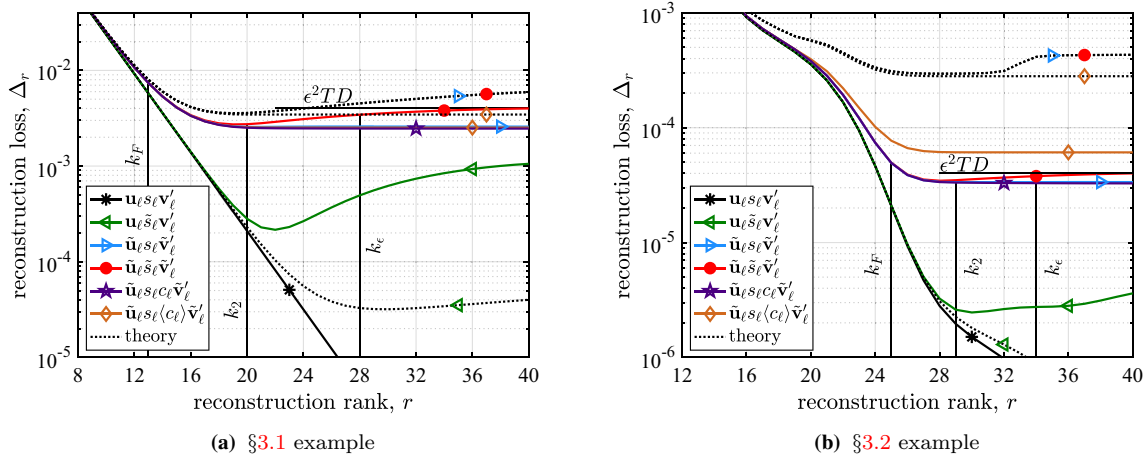 10⁻²
10⁻³
10⁻⁴
10⁻⁵
reconstruction loss, Δᵣ
ϵ²TD
k_F
k_2
k_ϵ
u_ℓ s_ℓ v′_ℓ
u_ℓ s̃_ℓ v′_ℓ
ũ_ℓ s_ℓ ṽ′_ℓ
ũ_ℓ s̃_ℓ ṽ′_ℓ
ũ_ℓ s_ℓ c_ℓ ṽ′_ℓ
ũ_ℓ s_ℓ ⟨c_ℓ⟩ ṽ′_ℓ
theory
8 12 16 20 24 28 32 36 40
reconstruction rank, r
(a) §3.1 example
10⁻³
10⁻⁴
10⁻⁵
10⁻⁶
reconstruction loss, Δᵣ
ϵ²TD
k_F
k_2
k_ϵ
u_ℓ s_ℓ v′_ℓ
u_ℓ s̃_ℓ v′_ℓ
ũ_ℓ s_ℓ ṽ′_ℓ
ũ_ℓ s̃_ℓ ṽ′_ℓ
ũ_ℓ s_ℓ c_ℓ ṽ′_ℓ
ũ_ℓ s_ℓ ⟨c_ℓ⟩ ṽ′_ℓ
theory
12 16 20 24 28 32 36 40
reconstruction rank, r
(b) §3.2 example